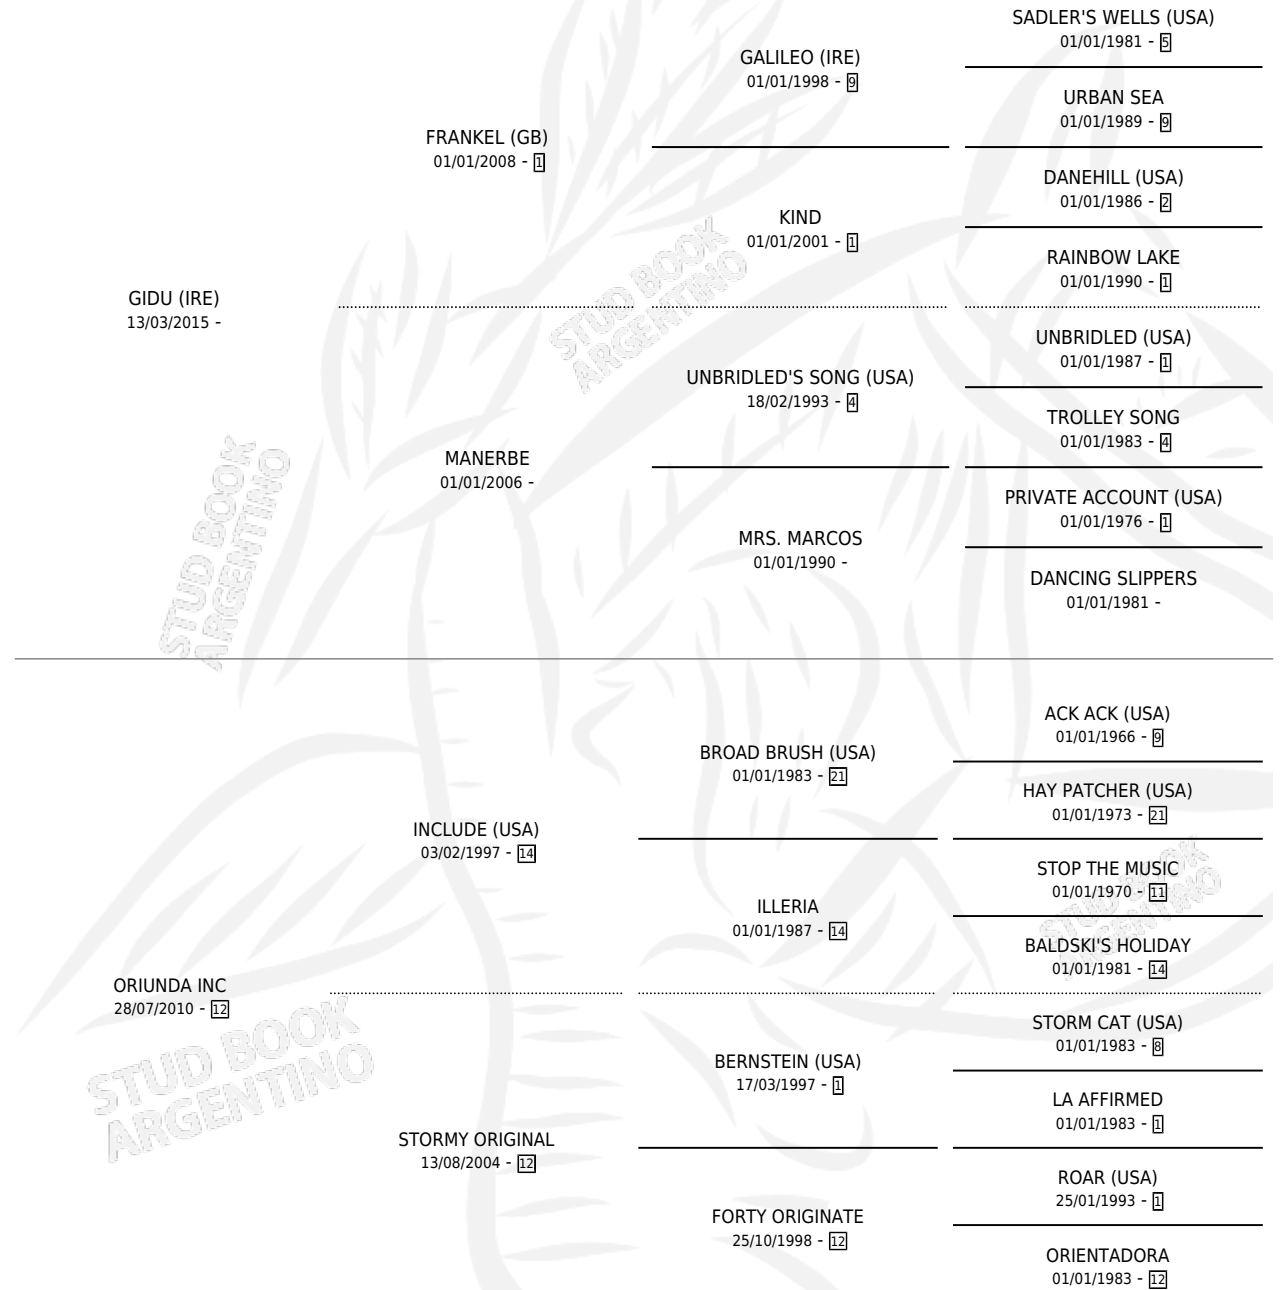 SADLER'S WELLS (USA)
01/01/1981 - 5
GALILEO (IRE)
01/01/1998 - 9
URBAN SEA
01/01/1989 - 9
FRANKEL (GB)
01/01/2008 - 1
DANEHILL (USA)
01/01/1986 - 2
KIND
01/01/2001 - 1
RAINBOW LAKE
01/01/1990 - 1
GIDU (IRE)
13/03/2015 -
UNBRIDLED (USA)
01/01/1987 - 1
UNBRIDLED'S SONG (USA)
18/02/1993 - 4
TROLLEY SONG
01/01/1983 - 4
MANERBE
01/01/2006 -
PRIVATE ACCOUNT (USA)
01/01/1976 - 1
MRS. MARCOS
01/01/1990 -
DANCING SLIPPERS
01/01/1981 -
ACK ACK (USA)
01/01/1966 - 9
BROAD BRUSH (USA)
01/01/1983 - 21
HAY PATCHER (USA)
01/01/1973 - 21
INCLUDE (USA)
03/02/1997 - 14
STOP THE MUSIC
01/01/1970 - 11
ILLERIA
01/01/1987 - 14
BALDSKI'S HOLIDAY
01/01/1981 - 14
ORIUNDA INC
28/07/2010 - 12
STORM CAT (USA)
01/01/1983 - 8
BERNSTEIN (USA)
17/03/1997 - 1
LA AFFIRMED
01/01/1983 - 1
STORMY ORIGINAL
13/08/2004 - 12
ROAR (USA)
25/01/1993 - 1
FORTY ORIGINATE
25/10/1998 - 12
ORIENTADORA
01/01/1983 - 12
STUD BOOK
ARGENTINO
STUD BOOK
ARGENTINO
STUD BOOK
ARGENTINO
STUD BOOK
ARGENTINO